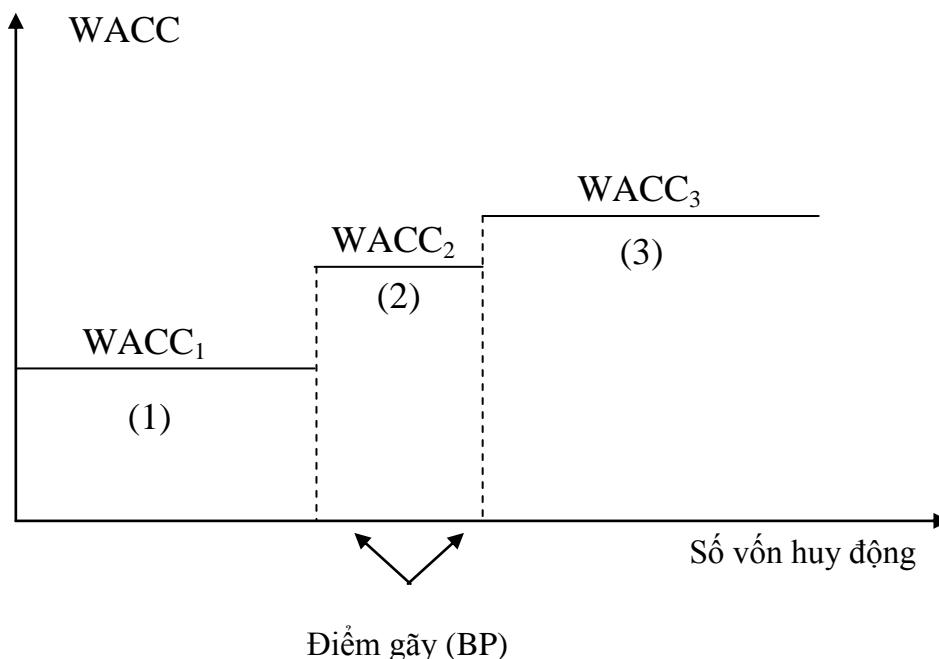 WACC
WACC₃
WACC₂
(3)
(2)
WACC₁
(1)
Số vốn huy động
Điểm gãy (BP)